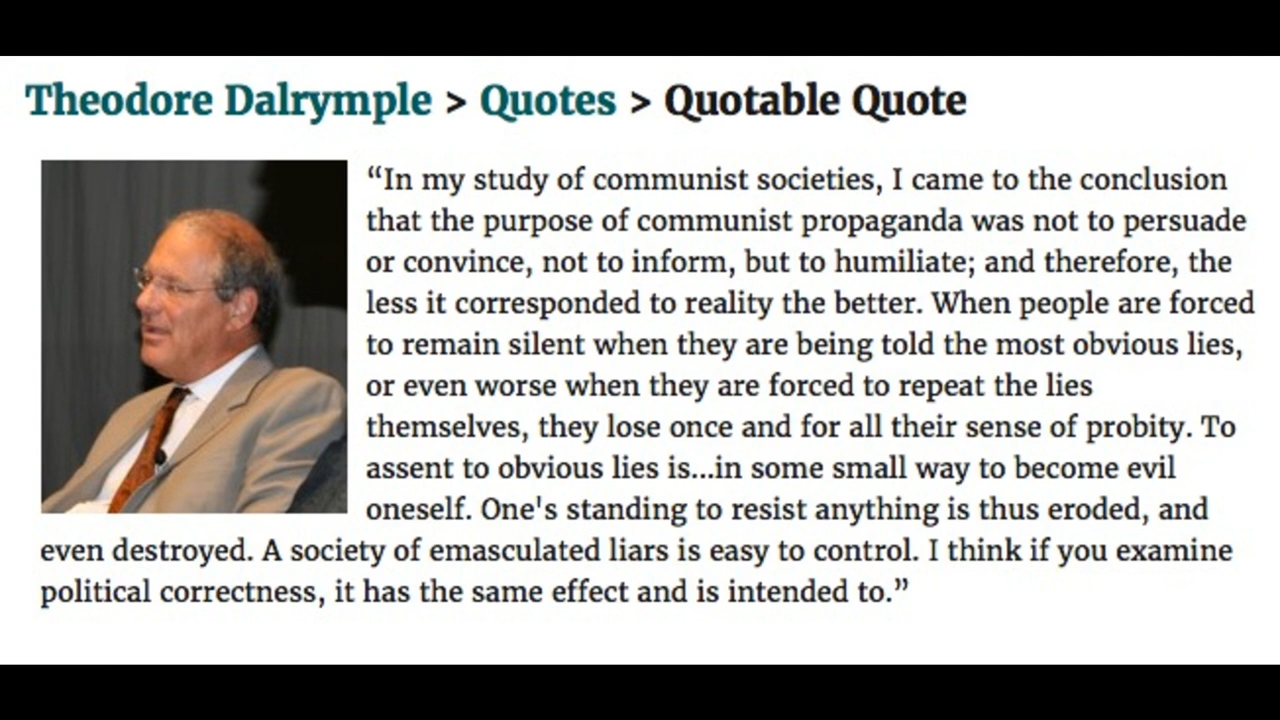 Theodore Dalrymple > Quotes > Quotable Quote
“In my study of communist societies, I came to the conclusion
that the purpose of communist propaganda was not to persuade
or convince, not to inform, but to humiliate; and therefore, the
less it corresponded to reality the better. When people are forced
to remain silent when they are being told the most obvious lies,
or even worse when they are forced to repeat the lies
themselves, they lose once and for all their sense of probity. To
assent to obvious lies is...in some small way to become evil
oneself. One's standing to resist anything is thus eroded, and
even destroyed. A society of emasculated liars is easy to control. I think if you examine
political correctness, it has the same effect and is intended to.”